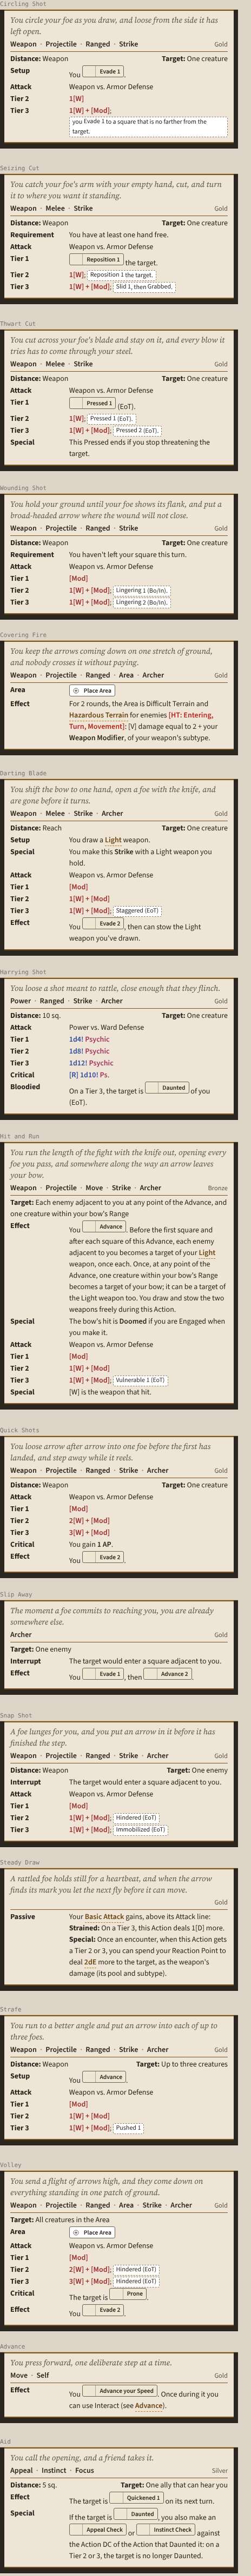 Circling Shot
You circle your foe as you draw, and loose from the side it has
left open.
Weapon · Projectile · Ranged · Strike Gold
Distance: Weapon Target: One creature
Setup You Evade 1.
Attack Weapon vs. Armor Defense
Tier 2 1[W]
Tier 3 1[W] + [Mod];
you Evade 1 to a square that is no farther from the
target.
Seizing Cut
You catch your foe's arm with your empty hand, cut, and turn
it to where you want it standing.
Weapon · Melee · Strike Gold
Distance: Weapon Target: One creature
Requirement You have at least one hand free.
Attack Weapon vs. Armor Defense
Tier 1 Reposition 1 the target.
Tier 2 1[W]; Reposition 1 the target.
Tier 3 1[W] + [Mod]; Slid 1, then Grabbed.
Thwart Cut
You cut across your foe's blade and stay on it, and every blow it
tries has to come through your steel.
Weapon · Melee · Strike Gold
Distance: Weapon Target: One creature
Attack Weapon vs. Armor Defense
Tier 1 Pressed 1 (EoT).
Tier 2 1[W]; Pressed 1 (EoT).
Tier 3 1[W] + [Mod]; Pressed 2 (EoT).
Special This Pressed ends if you stop threatening the
target.
Wounding Shot
You hold your ground until your foe shows its flank, and put a
broad-headed arrow where the wound will not close.
Weapon · Projectile · Ranged · Strike Gold
Distance: Weapon Target: One creature
Requirement You haven't left your square this turn.
Attack Weapon vs. Armor Defense
Tier 1 [Mod]
Tier 2 1[W] + [Mod]; Lingering 1 (Bo/In).
Tier 3 1[W] + [Mod]; Lingering 2 (Bo/In).
Covering Fire
You keep the arrows coming down on one stretch of ground,
and nobody crosses it without paying.
Weapon · Projectile · Ranged · Area · Archer Gold
Area Place Area
Effect For 2 rounds, the Area is Difficult Terrain and
Hazardous Terrain for enemies [HT: Entering,
Turn, Movement]: [V] damage equal to 2 + your
Weapon Modifier, of your weapon's subtype.
Darting Blade
You shift the bow to one hand, open a foe with the knife, and
are gone before it turns.
Weapon · Melee · Strike · Archer Gold
Distance: Reach Target: One creature
Setup You draw a Light weapon.
Special You make this Strike with a Light Weapon you
hold.
Attack Weapon vs. Armor Defense
Tier 1 [Mod]
Tier 2 1[W] + [Mod]
Tier 3 1[W] + [Mod]; Staggered (EoT)
Effect You Evade 2, then can stow the Light
weapon you've drawn.
Harrying Shot
You loose a shot meant to rattle, close enough that they flinch.
Power · Ranged · Strike · Archer Gold
Distance: 10 sq. Target: One creature
Attack Power vs. Ward Defense
Tier 1 1d4! Psychic
Tier 2 1d8! Psychic
Tier 3 1d12! Psychic
Critical [R] 1d10! Ps.
Bloodied On a Tier 3, the target is Daunted of you
(EoT).
Hit and Run
You run the length of the fight with the knife out, opening every
foe you pass, and somewhere along the way an arrow leaves
your bow.
Weapon · Projectile · Move · Strike · Archer Bronze
Target: Each enemy adjacent to you at any point of the Advance, and
one creature within your bow's Range
Effect You Advance. Before the first square and
after each square of this Advance, each enemy
adjacent to you becomes a target of your Light
weapon, once each. Once, at any point of the
Advance, one creature within your bow's Range
becomes a target of your bow; it can be a target of
the Light weapon too. You draw and stow the two
weapons freely during this Action.
Special The bow's hit is Doomed if you are Engaged when
you make it.
Attack Weapon vs. Armor Defense
Tier 1 [Mod]
Tier 2 1[W] + [Mod]
Tier 3 1[W] + [Mod]; Vulnerable 1 (EoT)
Special [W] is the weapon that hit.
Quick Shots
You loose arrow after arrow into one foe before the first has
landed, and step away while it reels.
Weapon · Projectile · Ranged · Strike · Archer Gold
Distance: Weapon Target: One creature
Attack Weapon vs. Armor Defense
Tier 1 [Mod]
Tier 2 2[W] + [Mod]
Tier 3 3[W] + [Mod]
Critical You gain 1 AP.
Effect You Evade 2.
Slip Away
The moment a foe commits to reaching you, you are already
somewhere else.
Archer Gold
Target: One enemy
Interrupt The target would enter a square adjacent to you.
Effect You Evade 1, then Advance 2.
Snap Shot
A foe lunges for you, and you put an arrow in it before it has
finished the step.
Weapon · Projectile · Ranged · Strike · Archer Gold
Distance: Weapon Target: One enemy
Interrupt The target would enter a square adjacent to you.
Attack Weapon vs. Armor Defense
Tier 1 [Mod]
Tier 2 1[W] + [Mod]; Hindered (EoT)
Tier 3 1[W] + [Mod]; Immobilized (EoT)
Steady Draw
A rattled foe holds still for a heartbeat, and when the arrow
finds its mark you let the next fly before it can move.
Gold
Passive Your Basic Attack gains, above its Attack line:
Strained: On a Tier 3, this Action deals 1[D] more.
Special: Once an encounter, when this Action gets
a Tier 2 or 3, you can spend your Reaction Point to
deal 2dE more to the target, as the weapon's
damage (its pool and subtype).
Strafe
You run to a better angle and put an arrow into each of up to
three foes.
Weapon · Projectile · Ranged · Strike · Archer Gold
Distance: Weapon Target: Up to three creatures
Setup You Advance.
Attack Weapon vs. Armor Defense
Tier 1 [Mod]
Tier 2 1[W] + [Mod]
Tier 3 1[W] + [Mod]; Pushed 1
Volley
You send a flight of arrows high, and they come down on
everything standing in one patch of ground.
Weapon · Projectile · Ranged · Area · Strike · Archer Gold
Target: All creatures in the Area
Area Place Area
Attack Weapon vs. Armor Defense
Tier 1 [Mod]
Tier 2 2[W] + [Mod]; Hindered (EoT)
Tier 3 3[W] + [Mod]; Hindered (EoT)
Critical The target is Prone.
Effect You Evade 2.
Advance
You press forward, one deliberate step at a time.
Move · Self
Effect You Advance your Speed. Once during it you
can use Interact (see Advance).
Aid
You call the opening, and a friend takes it.
Appeal · Instinct · Focus Silver
Distance: 5 sq. Target: One ally that can hear you
Effect The target is Quickened 1 on its next turn.
Special If the target is Daunted, you also make an
Appeal Check or Instinct Check against
the Action DC of the Action that Daunted it: on a
Tier 2 or 3, the target is no longer Daunted.